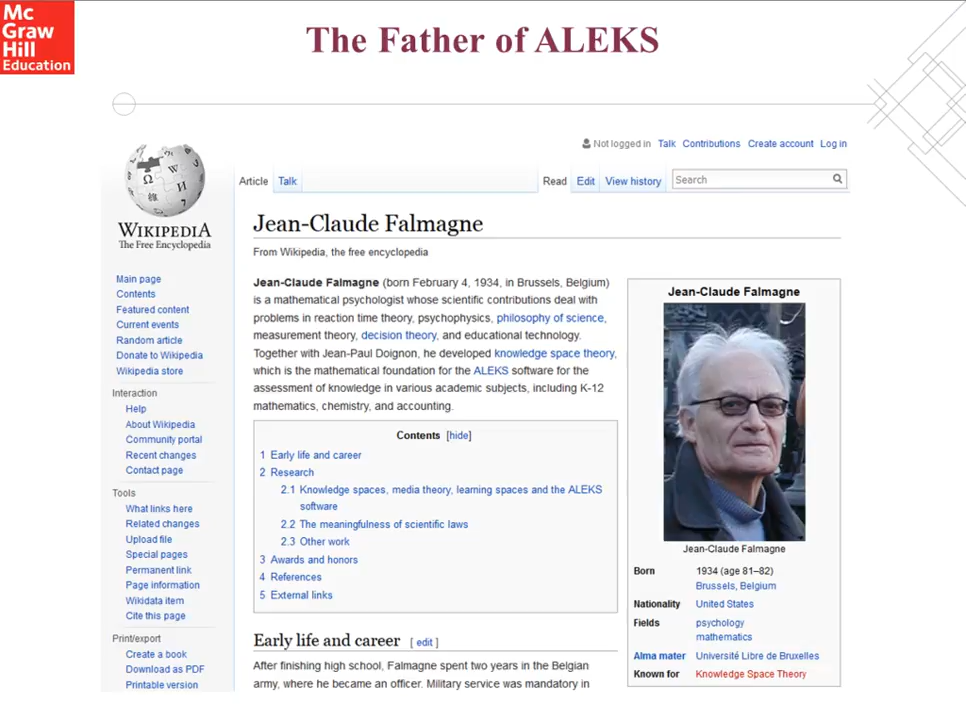 Mc
Graw
Hill
Education
The Father of ALEKS
Not logged in Talk Contributions Create account Log in
Article Talk Read Edit View history Search
WIKIPEDIA
The Free Encyclopedia
Main page
Contents
Featured content
Current events
Random article
Donate to Wikipedia
Wikipedia store
Interaction
Help
About Wikipedia
Community portal
Recent changes
Contact page
Tools
What links here
Related changes
Upload file
Special pages
Permanent link
Page information
Wikidata item
Cite this page
Print/export
Create a book
Download as PDF
Printable version
Jean-Claude Falmagne
From Wikipedia, the free encyclopedia
Jean-Claude Falmagne (born February 4, 1934, in Brussels, Belgium)
is a mathematical psychologist whose scientific contributions deal with
problems in reaction time theory, psychophysics, philosophy of science,
measurement theory, decision theory, and educational technology.
Together with Jean-Paul Doignon, he developed knowledge space theory,
which is the mathematical foundation for the ALEKS software for the
assessment of knowledge in various academic subjects, including K-12
mathematics, chemistry, and accounting.
Contents [hide]
1 Early life and career
2 Research
2.1 Knowledge spaces, media theory, learning spaces and the ALEKS
software
2.2 The meaningfulness of scientific laws
2.3 Other work
3 Awards and honors
4 References
5 External links
Early life and career [ edit ]
After finishing high school, Falmagne spent two years in the Belgian
army, where he became an officer. Military service was mandatory in
Jean-Claude Falmagne
Jean-Claude Falmagne
Born 1934 (age 81–82)
Brussels, Belgium
Nationality United States
Fields psychology
mathematics
Alma mater Université Libre de Bruxelles
Known for Knowledge Space Theory